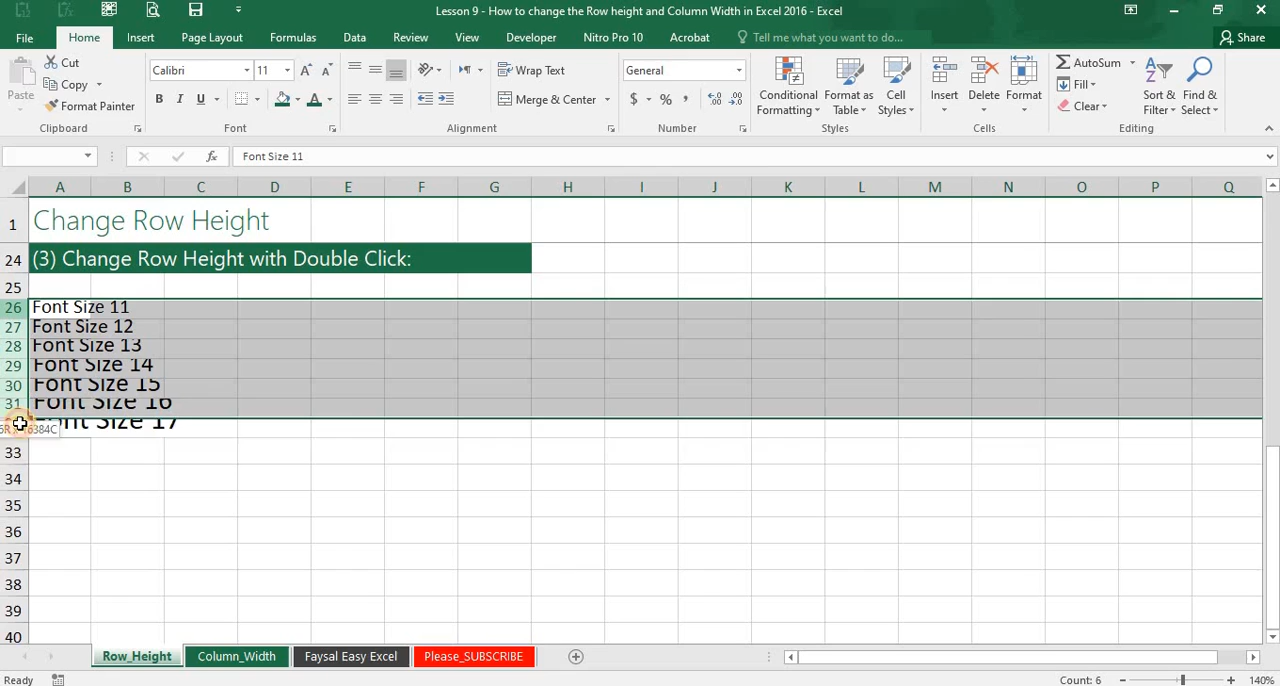 Lesson 9 - How to change the Row height and Column Width in Excel 2016 - Excel
File Home Insert Page Layout Formulas Data Review View Developer Nitro Pro 10 Acrobat Tell me what you want to do... Share
Cut
Copy
Format Painter
Paste
Clipboard
Calibri 11
B I U
Font
Wrap Text
Merge & Center
Alignment
General
$ % ,
Number
Conditional Formatting
Format as Table
Cell Styles
Styles
Insert Delete Format
Cells
AutoSum
Fill
Clear
Sort & Filter
Find & Select
Editing
Font Size 11
A B C D E F G H I J K L M N O P Q
1 Change Row Height
24 (3) Change Row Height with Double Click:
25
26 Font Size 11
27 Font Size 12
28 Font Size 13
29 Font Size 14
30 Font Size 15
31 Font Size 16
Font Size 17
33
34
35
36
37
38
39
40
Row_Height Column_Width Faysal Easy Excel Please_SUBSCRIBE
Ready Count: 6 140%